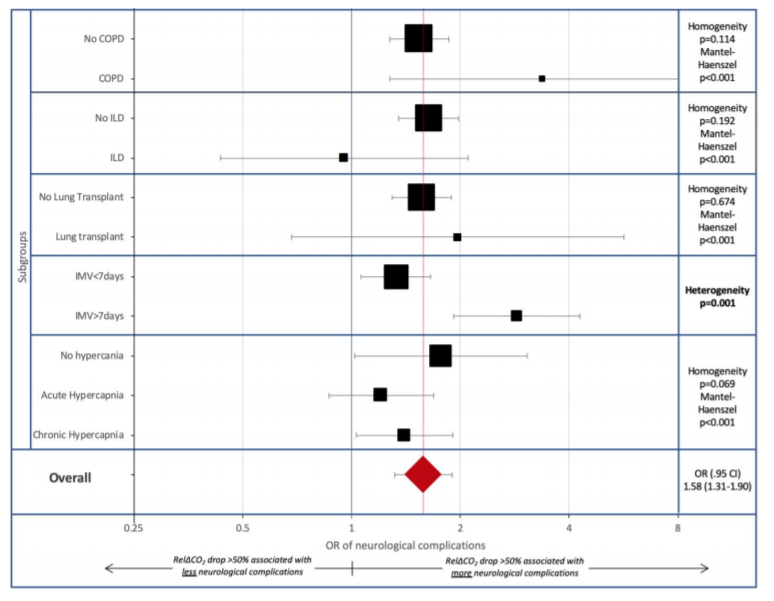 No COPD
COPD
Homogeneity
p=0.114
Mantel-
Haenszel
p<0.001
No ILD
ILD
Homogeneity
p=0.192
Mantel-
Haenszel
p<0.001
No Lung Transplant
Lung transplant
Homogeneity
p=0.674
Mantel-
Haenszel
p<0.001
Subgroups
IMV<7days
IMV>7days
Heterogeneity
p=0.001
No hypercania
Acute Hypercapnia
Chronic Hypercapnia
Homogeneity
p=0.069
Mantel-
Haenszel
p<0.001
Overall
OR (.95 CI)
1.58 (1.31-1.90)
0.25 0.5 1 2 4 8
OR of neurological complications
RelΔCO₂ drop >50% associated with
less neurological complications
RelΔCO₂ drop >50% associated with
more neurological complications